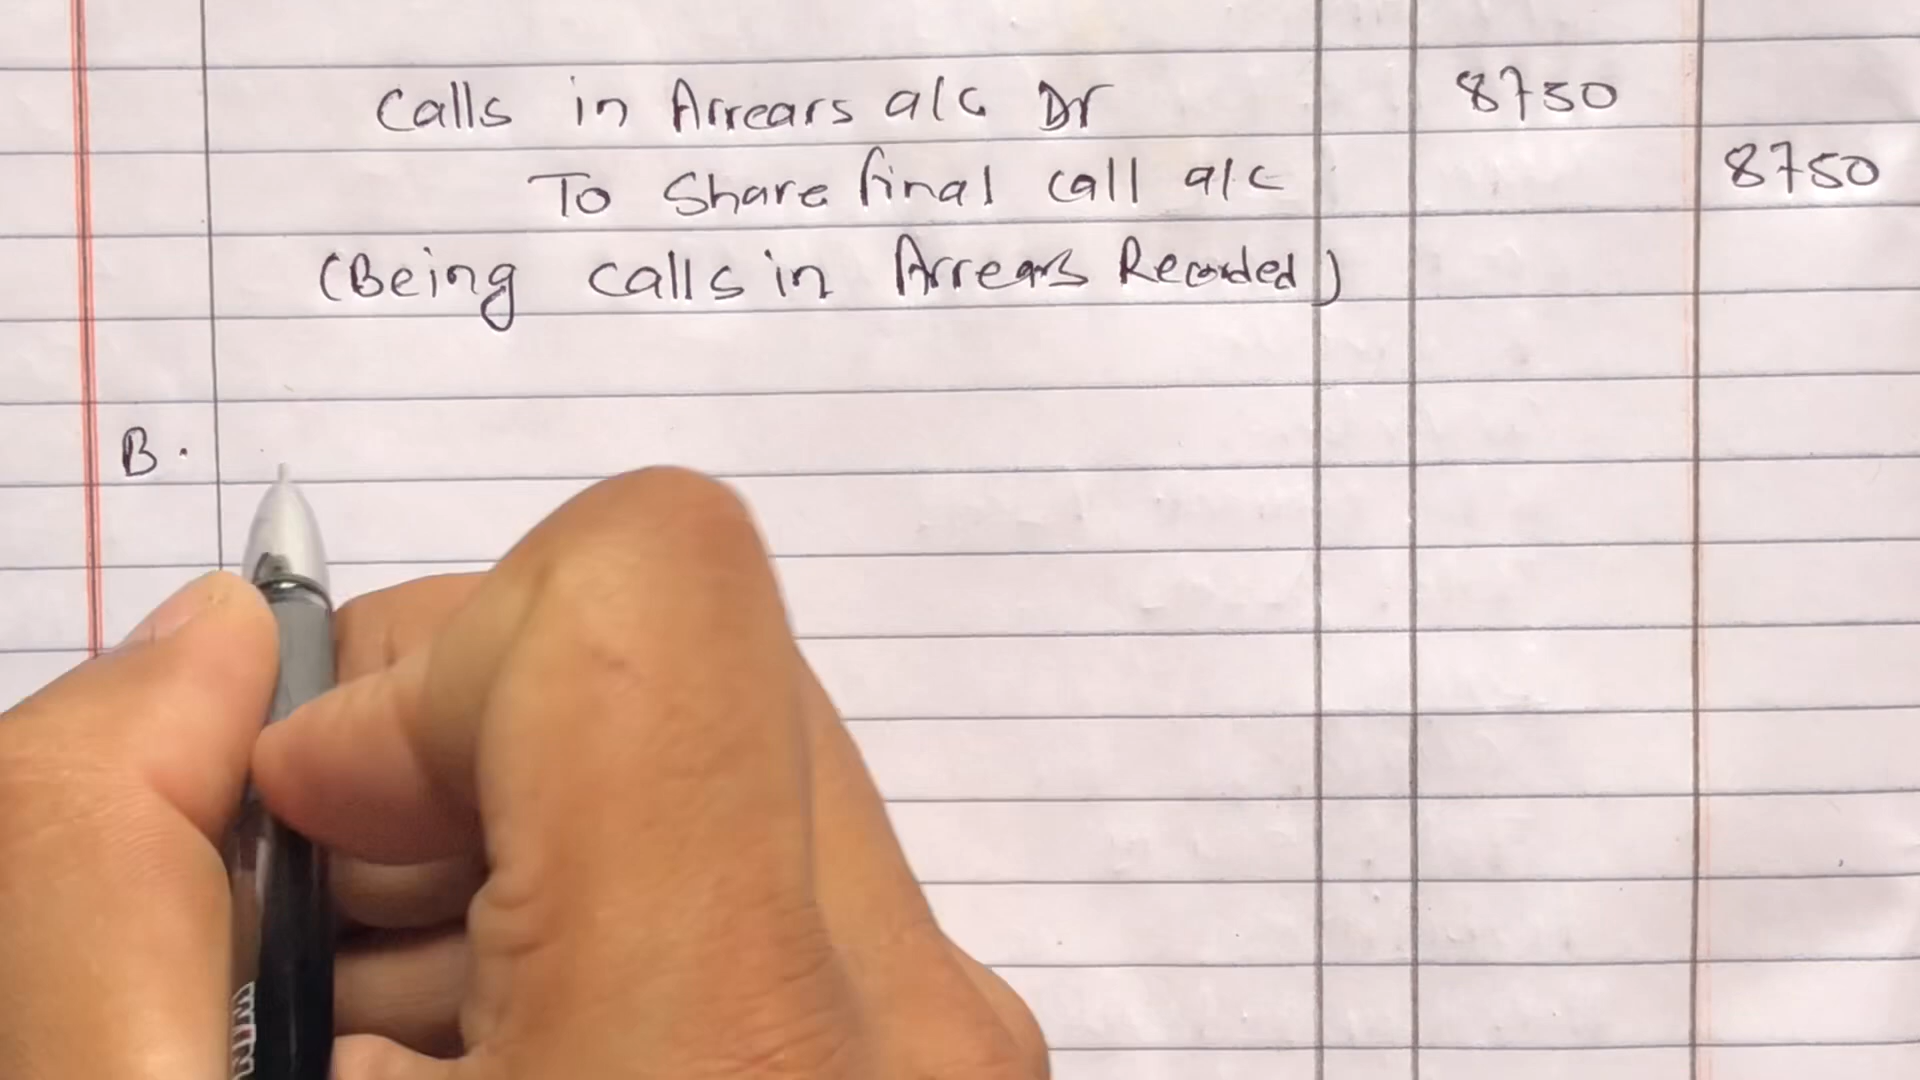 Calls in Arrears a/c Dr 8750
To Share final call a/c 8750
(Being calls in Arrears Recorded)
B.